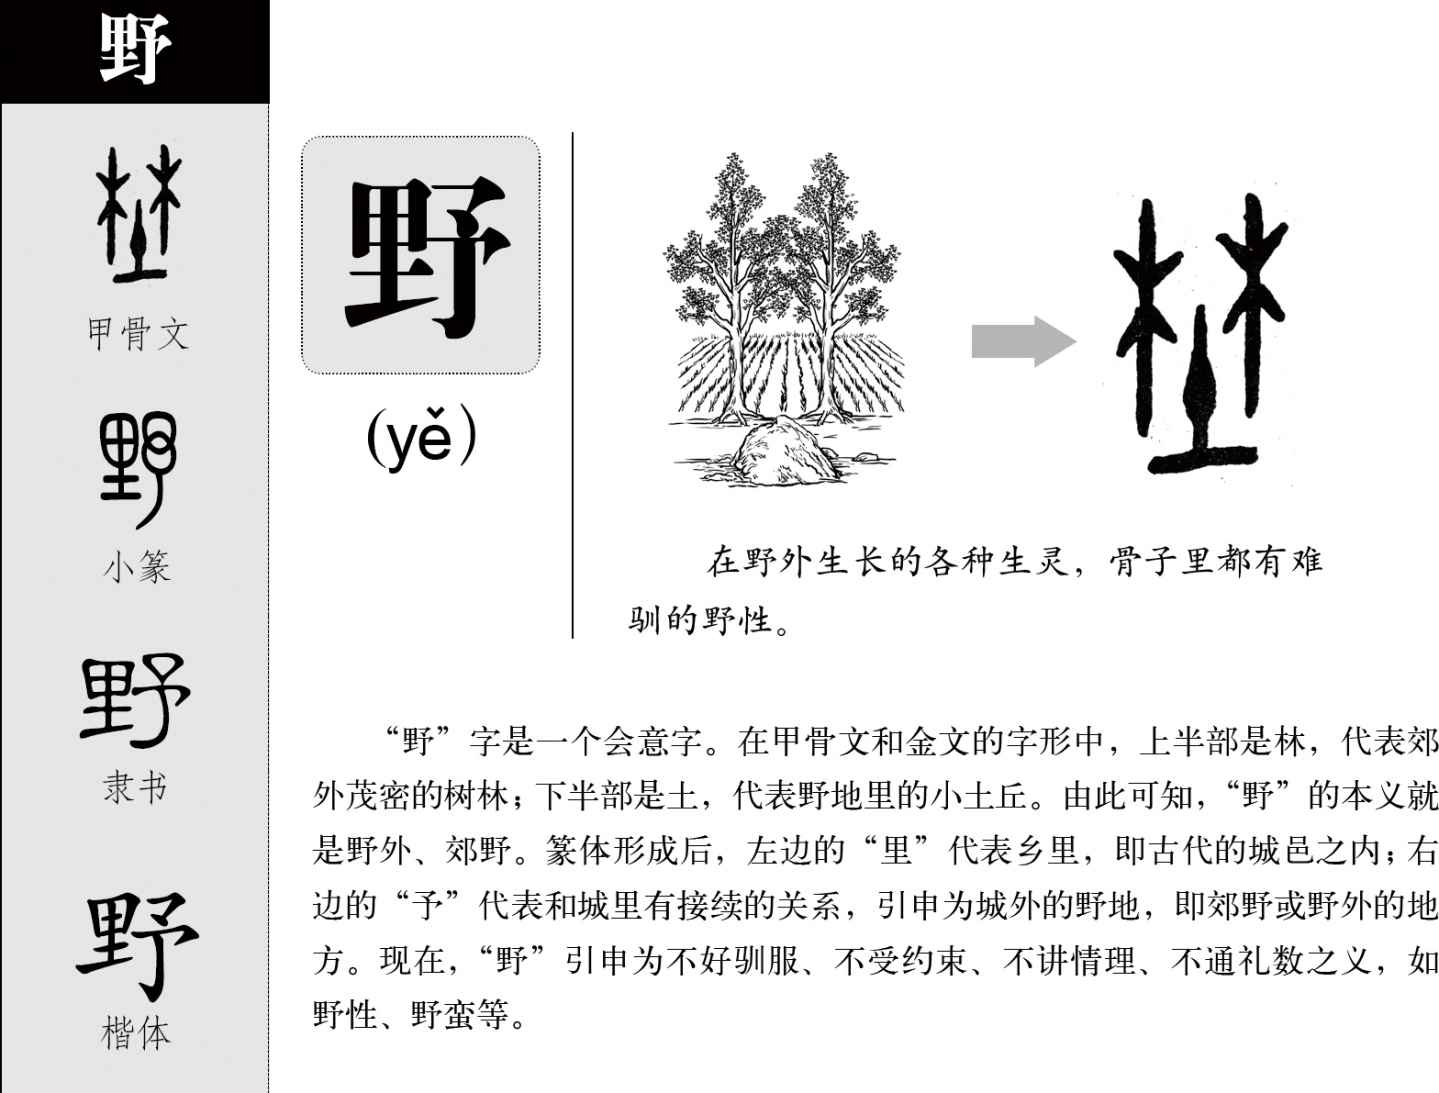 野
甲骨文
小篆
隶书
楷体
野
(yě)
在野外生长的各种生灵，骨子里都有难
驯的野性。
“野”字是一个会意字。在甲骨文和金文的字形中，上半部是林，代表郊
外茂密的树林；下半部是土，代表野地里的小土丘。由此可知，“野”的本义就
是野外、郊野。篆体形成后，左边的“里”代表乡里，即古代的城邑之内；右
边的“予”代表和城里有接续的关系，引申为城外的野地，即郊野或野外的地
方。现在，“野”引申为不好驯服、不受约束、不讲情理、不通礼数之义，如
野性、野蛮等。